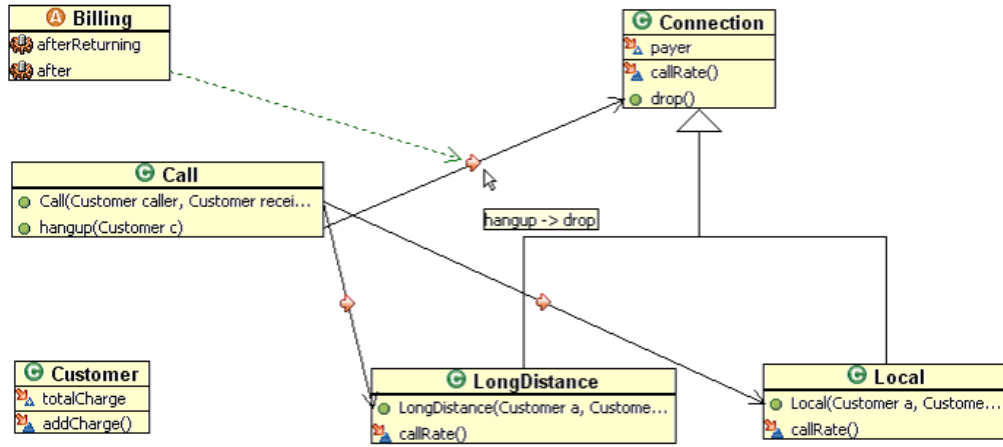 A Billing
afterReturning
after
C Connection
payer
callRate()
drop()
C Call
Call(Customer caller, Customer recei...
hangup(Customer c)
hangup -> drop
C Customer
totalCharge
addCharge()
C LongDistance
LongDistance(Customer a, Custome...
callRate()
C Local
Local(Customer a, Custome...
callRate()